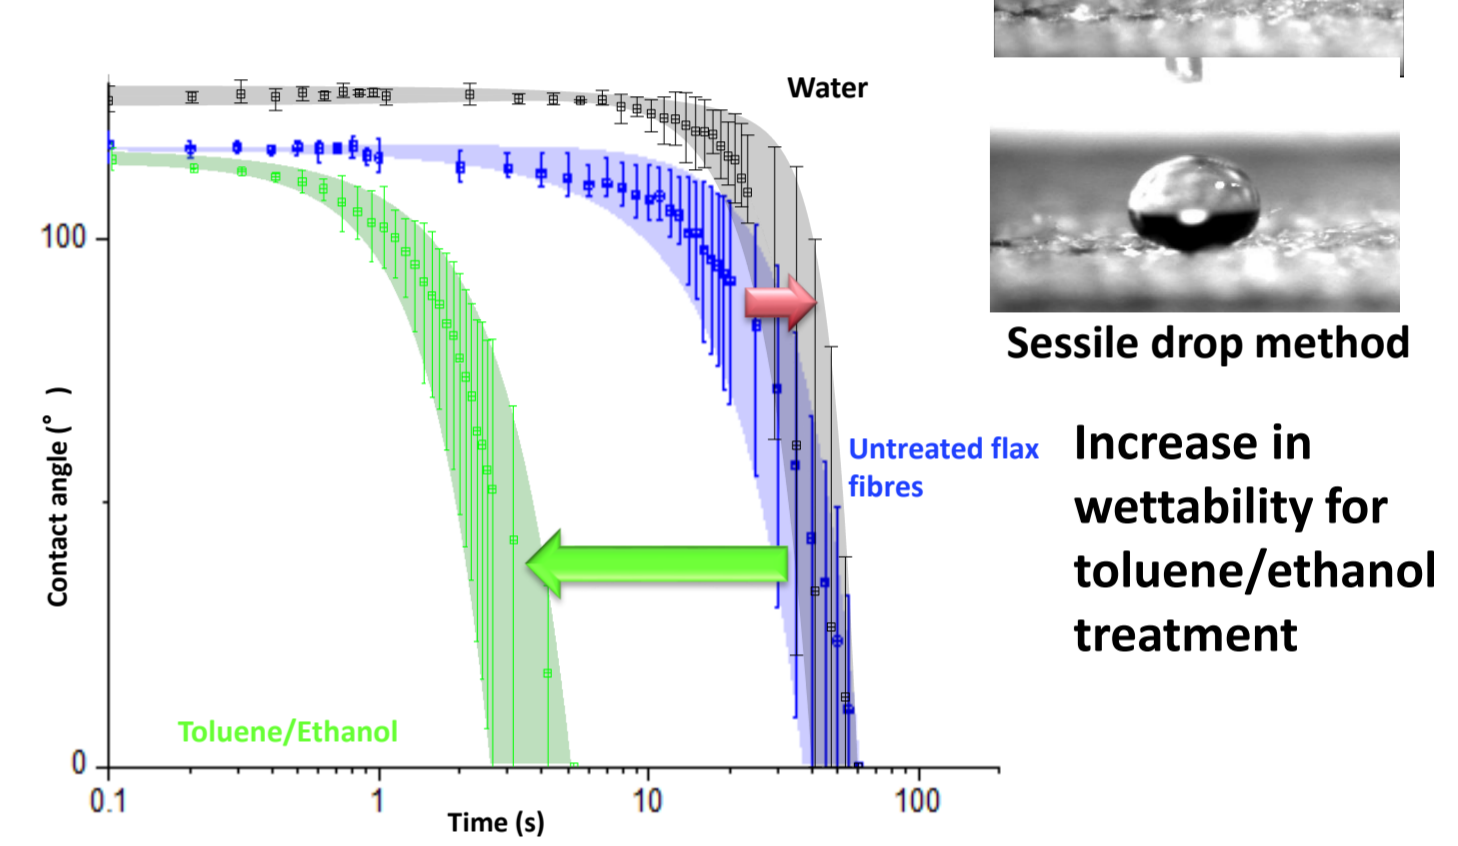 Water
100
Sessile drop method
Contact angle (° )
Untreated flax
fibres
Increase in
wettability for
toluene/ethanol
treatment
Toluene/Ethanol
0
0.1 1 10 100
Time (s)